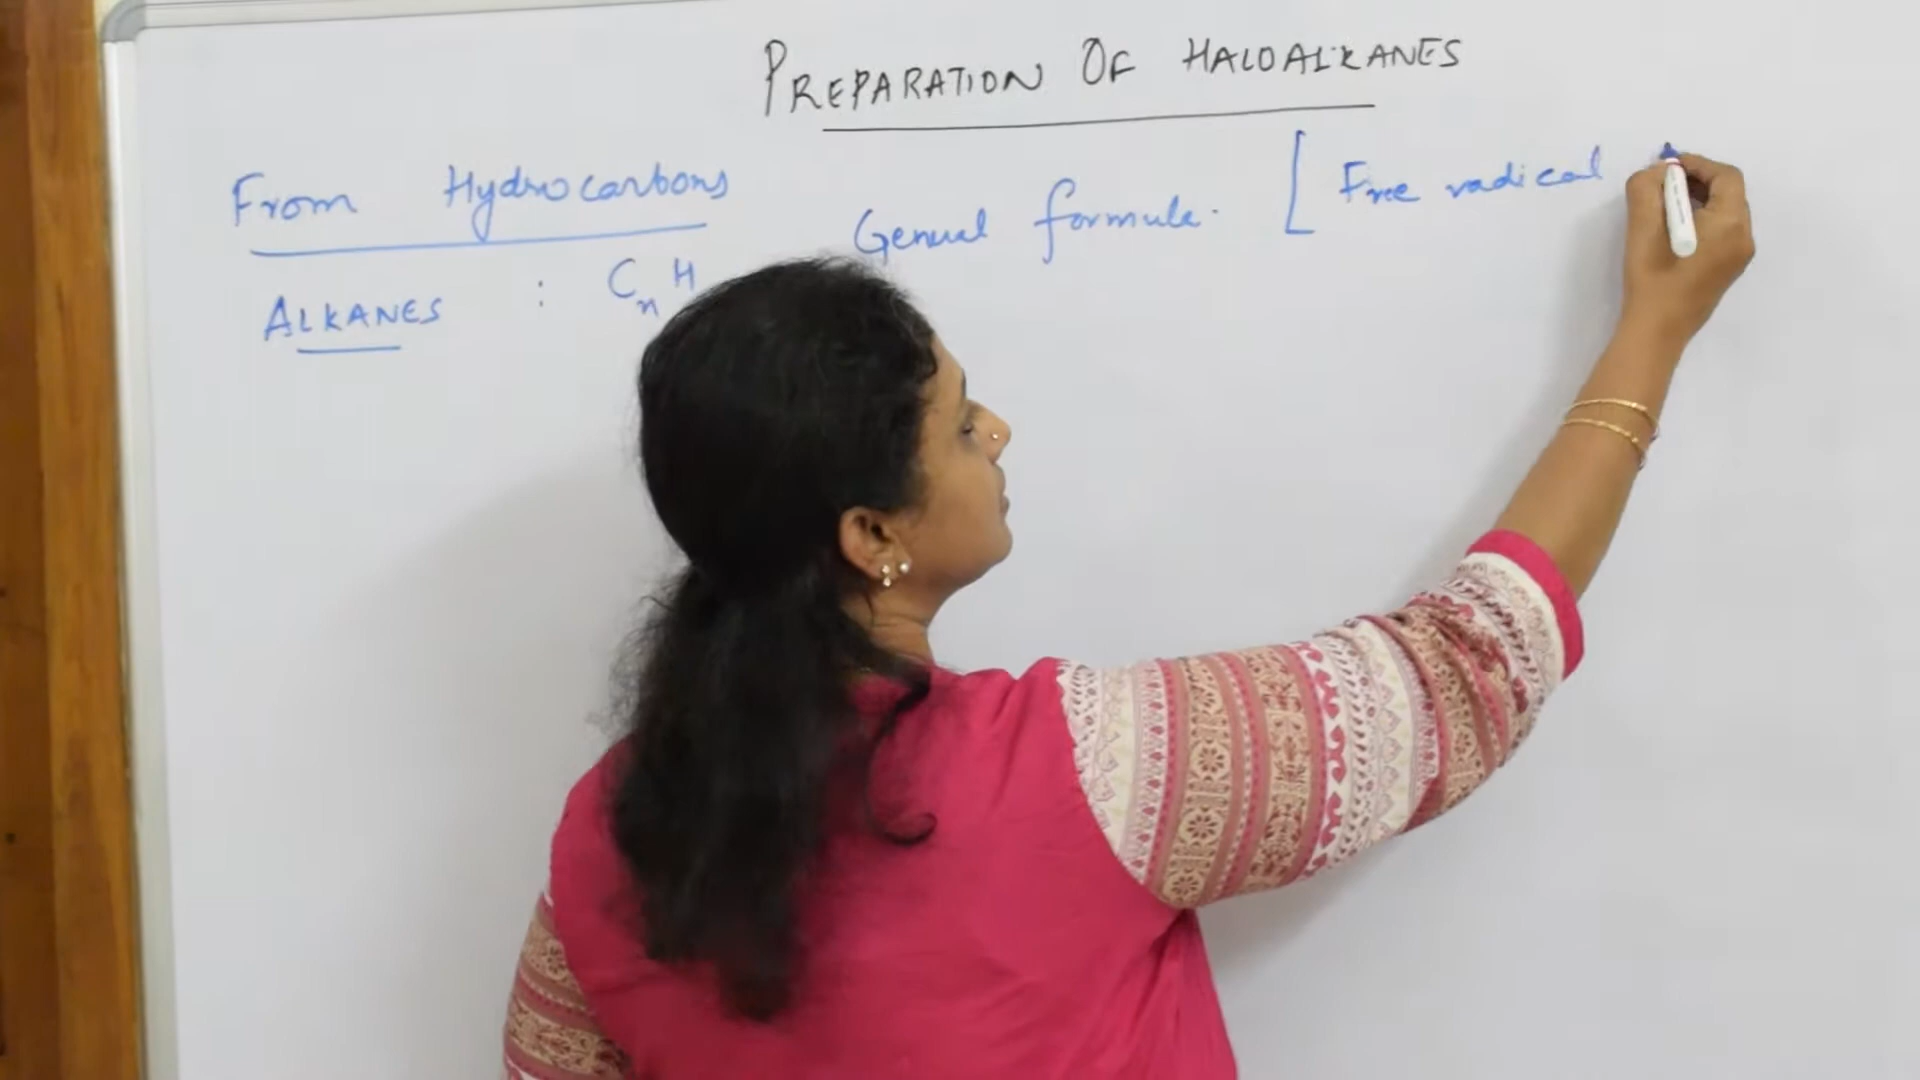 PREPARATION OF HALOALKANES
From Hydrocarbons
General formula. [ Free radical
ALKANES : CnH